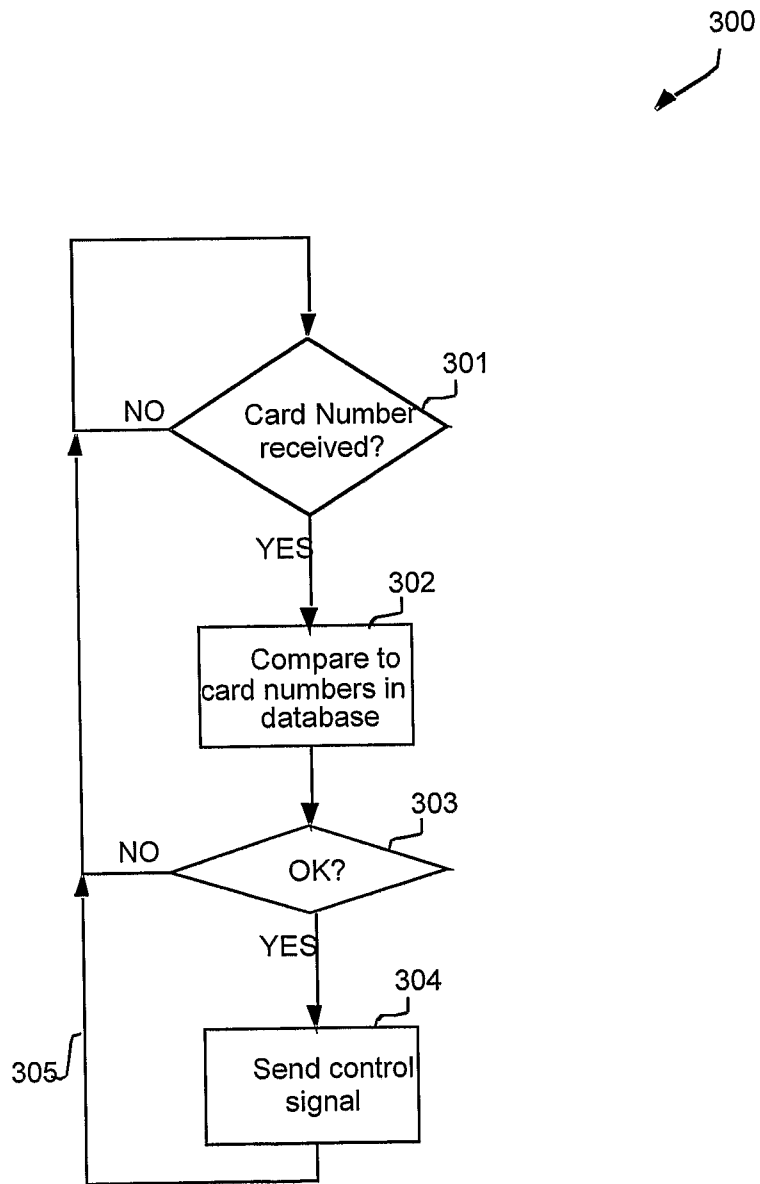 300
301
NO
Card Number
received?
YES
302
Compare to
card numbers in
database
303
NO
OK?
YES
304
305
Send control
signal